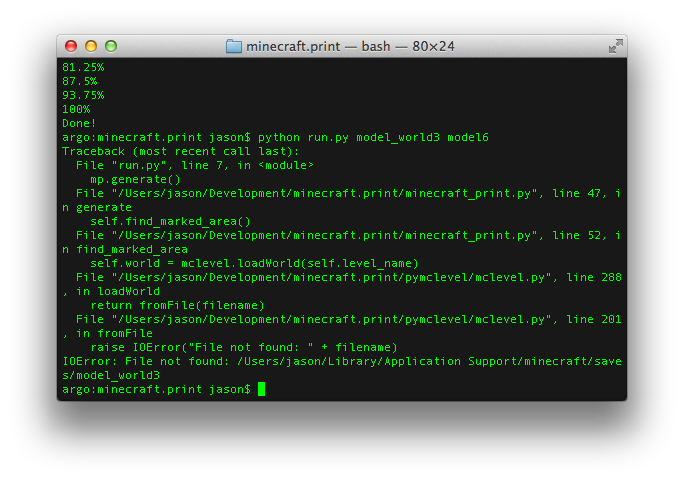 minecraft.print — bash — 80×24
81.25%
87.5%
93.75%
100%
Done!
argo:minecraft.print jason$ python run.py model_world3 model6
Traceback (most recent call last):
  File "run.py", line 7, in <module>
    mp.generate()
  File "/Users/jason/Development/minecraft.print/minecraft_print.py", line 47, i
n generate
    self.find_marked_area()
  File "/Users/jason/Development/minecraft.print/minecraft_print.py", line 52, i
n find_marked_area
    self.world = mclevel.loadWorld(self.level_name)
  File "/Users/jason/Development/minecraft.print/pymclevel/mclevel.py", line 288
, in loadWorld
    return fromFile(filename)
  File "/Users/jason/Development/minecraft.print/pymclevel/mclevel.py", line 201
, in fromFile
    raise IOError("File not found: " + filename)
IOError: File not found: /Users/jason/Library/Application Support/minecraft/save
s/model_world3
argo:minecraft.print jason$